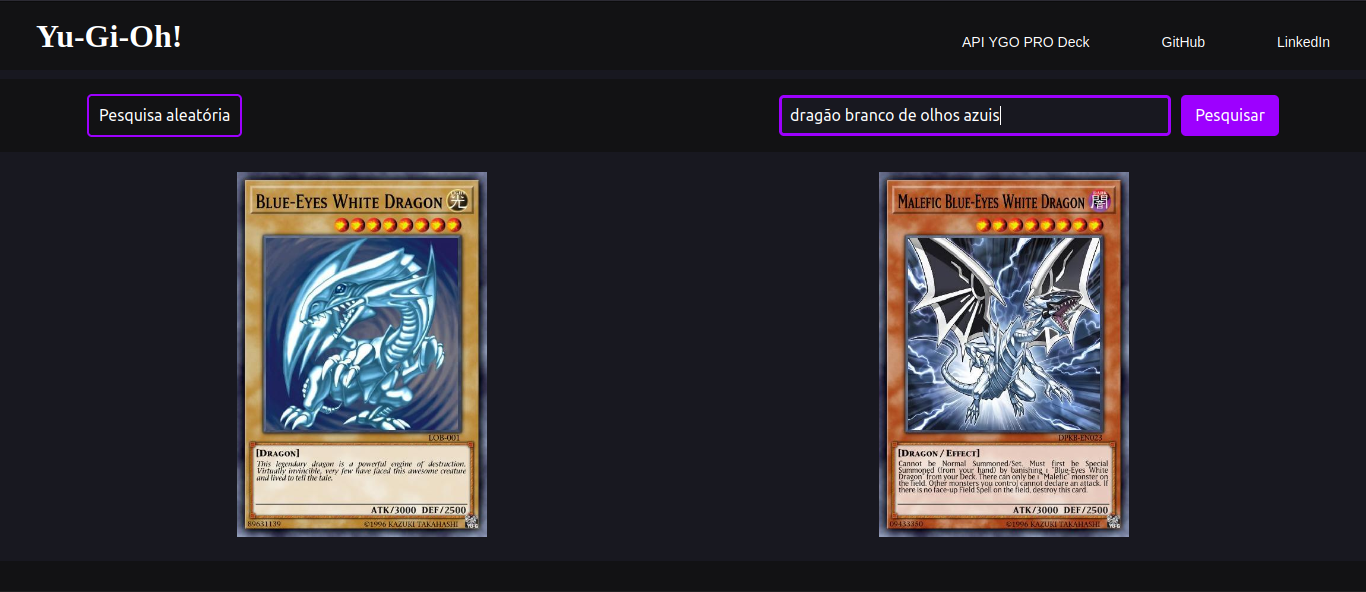 Yu-Gi-Oh!
API YGO PRO Deck
GitHub
LinkedIn
Pesquisa aleatória
dragão branco de olhos azuis
Pesquisar
BLUE-EYES WHITE DRAGON
光
LOB-001
[DRAGON]
This legendary dragon is a powerful engine of destruction.
Virtually invincible, very few have faced this awesome creature
and lived to tell the tale.
ATK/3000 DEF/2500
89631139
©1996 KAZUKI TAKAHASHI
MALEFIC BLUE-EYES WHITE DRAGON
DARK
闇
DPKB-EN023
[DRAGON / EFFECT]
Cannot be Normal Summoned/Set. Must first be Special
Summoned (from your hand) by banishing 1 "Blue-Eyes White
Dragon" from your Deck. There can only be 1 "Malefic" monster on
the field. Other monsters you control cannot declare an attack. If
there is no face-up Field Spell on the field, destroy this card.
ATK/3000 DEF/2500
09433350
©1996 KAZUKI TAKAHASHI